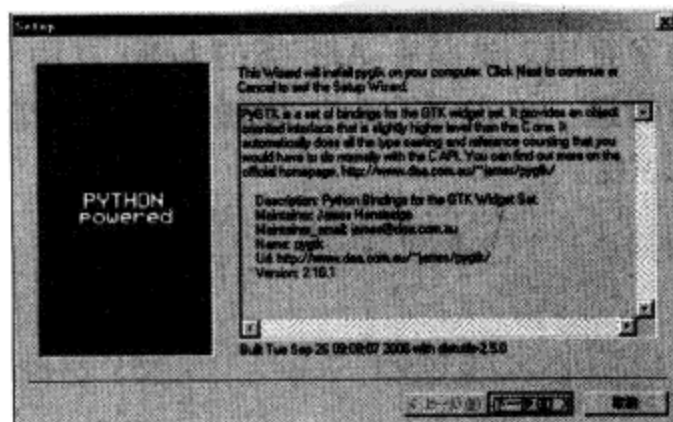 Setup
This Wizard will install pygtk on your computer. Click Next to continue or
Cancel to exit the Setup Wizard.
PyGTK is a set of bindings for the GTK widget set. It provides an object
oriented interface that is slightly higher level than the C one. It
automatically does all the type casting and reference counting that you
would have to do normally with the C API. You can find out more on the
official homepage, http://www.daa.com.au/~james/pygtk/
PYTHON
powered
Description: Python Bindings for the GTK Widget Set.
Maintainer: James Henstridge
Maintainer_email: james@daa.com.au
Name: pygtk
Url: http://www.daa.com.au/~james/pygtk/
Version: 2.10.1
Built Tue Sep 26 09:08:07 2006 with distutils-2.5.0
取消